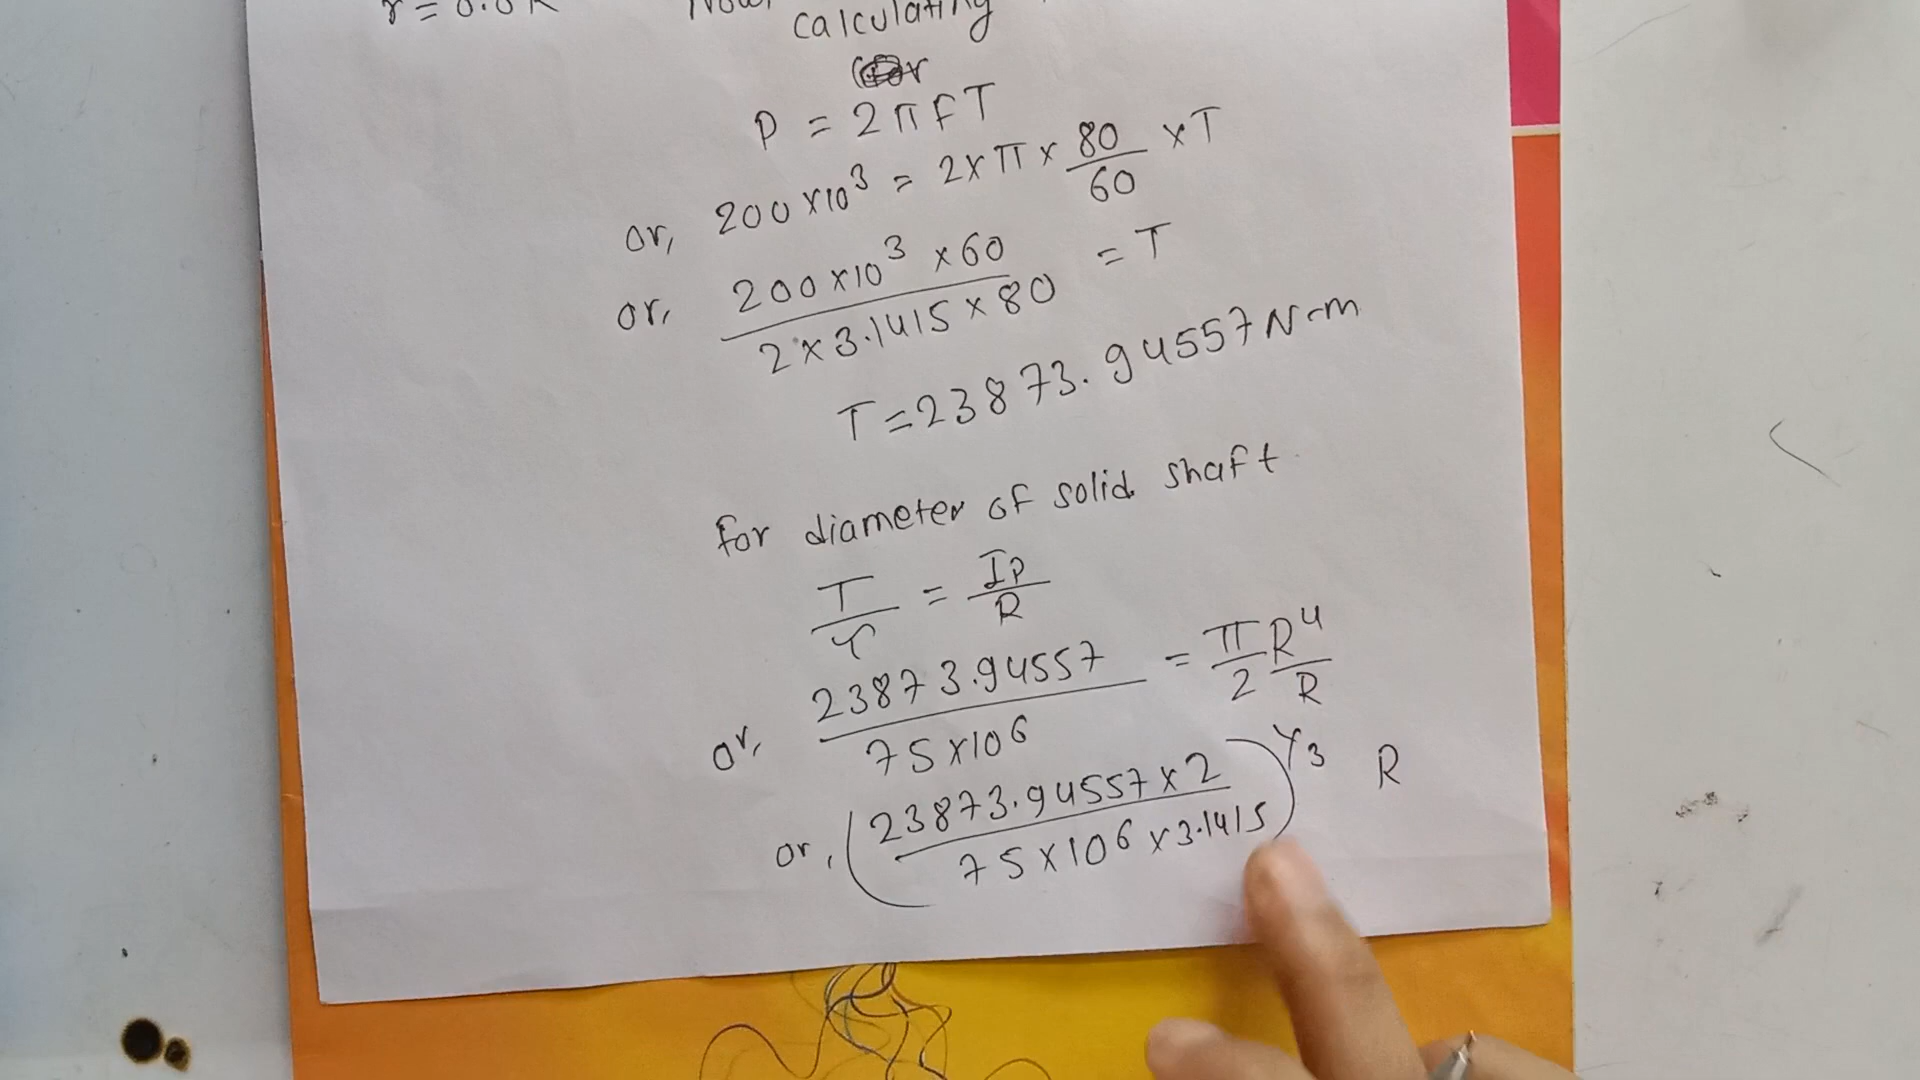 calculating
P = 2πfT
or, 200×10³ = 2×π×80/60 ×T
or, 200×10³×60/2×3.1415×80 = T
T=23873.94557N-m
for diameter of solid shaft
T/τ = Ip/R
or, 23873.94557/75×10⁶ = π/2 R⁴/R
or, (23873.94557×2/75×10⁶×3.1415)^1/3 R